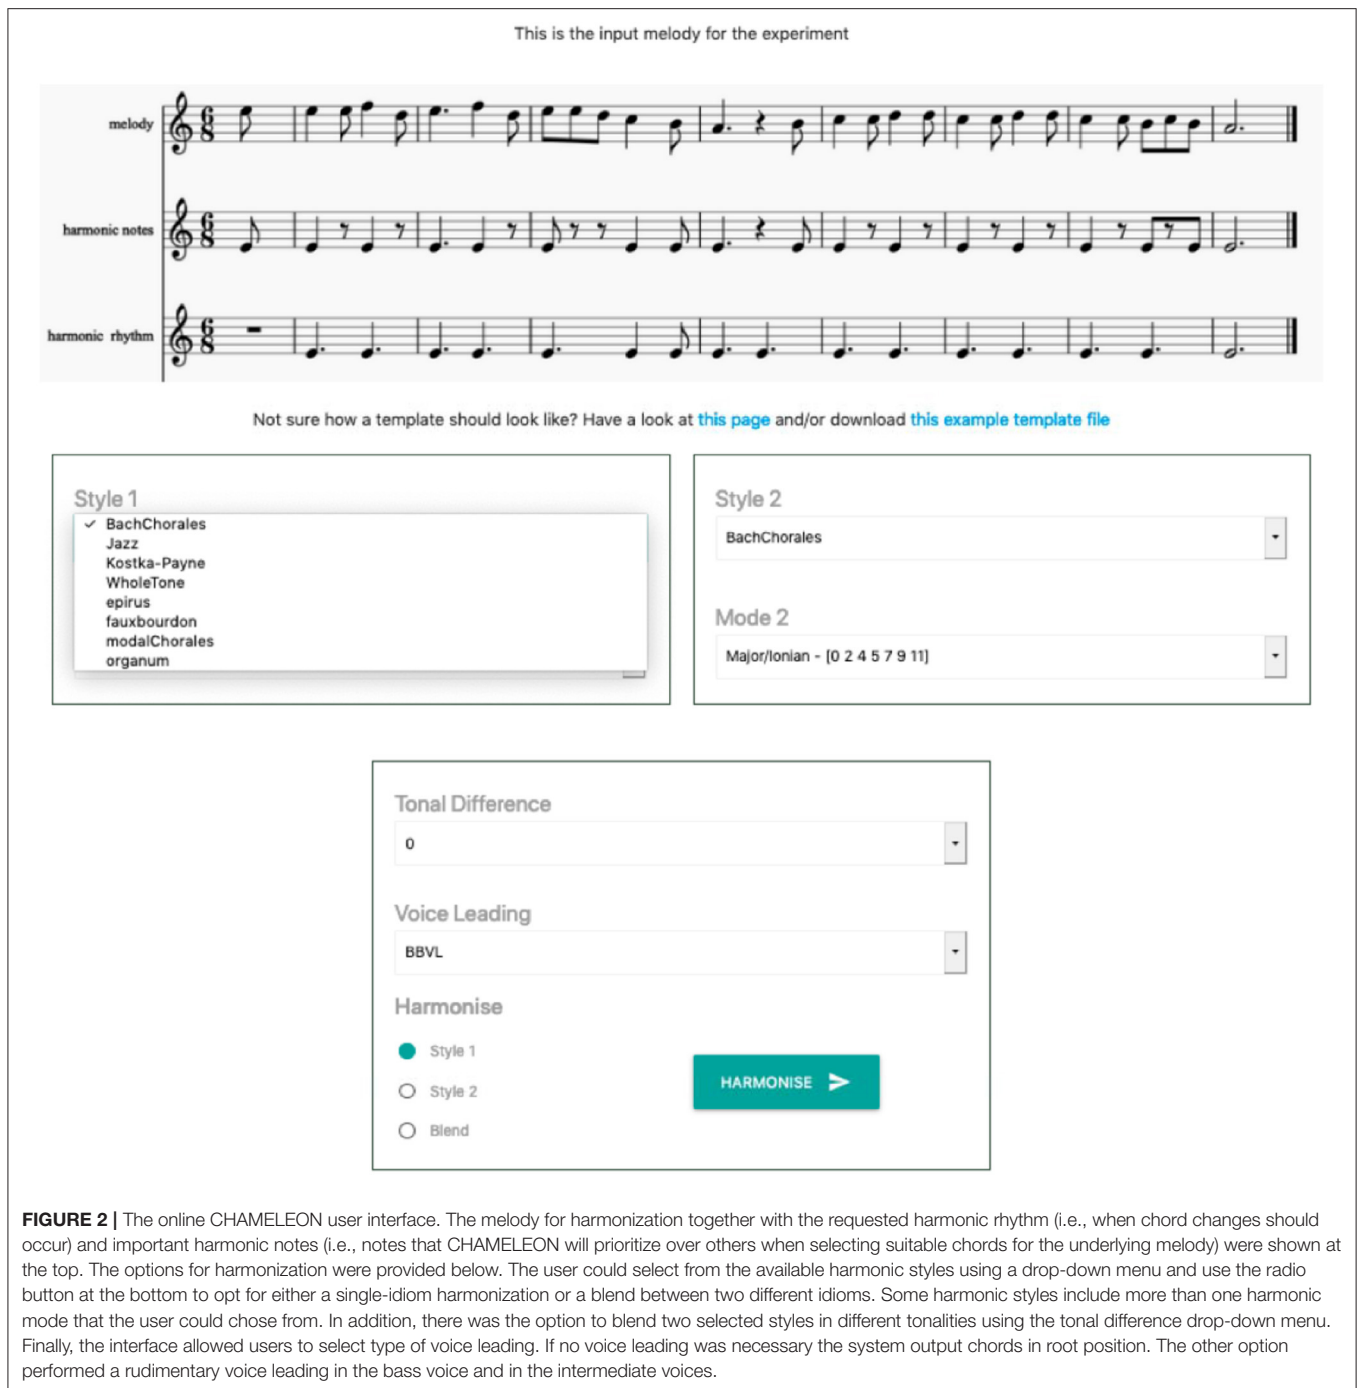 This is the input melody for the experiment
melody
harmonic notes
harmonic rhythm
Not sure how a template should look like? Have a look at this page and/or download this example template file
Style 1
✓ BachChorales
Jazz
Kostka-Payne
WholeTone
epirus
fauxbourdon
modalChorales
organum
Style 2
BachChorales
Mode 2
Major/Ionian - [0 2 4 5 7 9 11]
Tonal Difference
0
Voice Leading
BBVL
Harmonise
Style 1
Style 2
Blend
HARMONISE
FIGURE 2 | The online CHAMELEON user interface. The melody for harmonization together with the requested harmonic rhythm (i.e., when chord changes should
occur) and important harmonic notes (i.e., notes that CHAMELEON will prioritize over others when selecting suitable chords for the underlying melody) were shown at
the top. The options for harmonization were provided below. The user could select from the available harmonic styles using a drop-down menu and use the radio
button at the bottom to opt for either a single-idiom harmonization or a blend between two different idioms. Some harmonic styles include more than one harmonic
mode that the user could chose from. In addition, there was the option to blend two selected styles in different tonalities using the tonal difference drop-down menu.
Finally, the interface allowed users to select type of voice leading. If no voice leading was necessary the system output chords in root position. The other option
performed a rudimentary voice leading in the bass voice and in the intermediate voices.